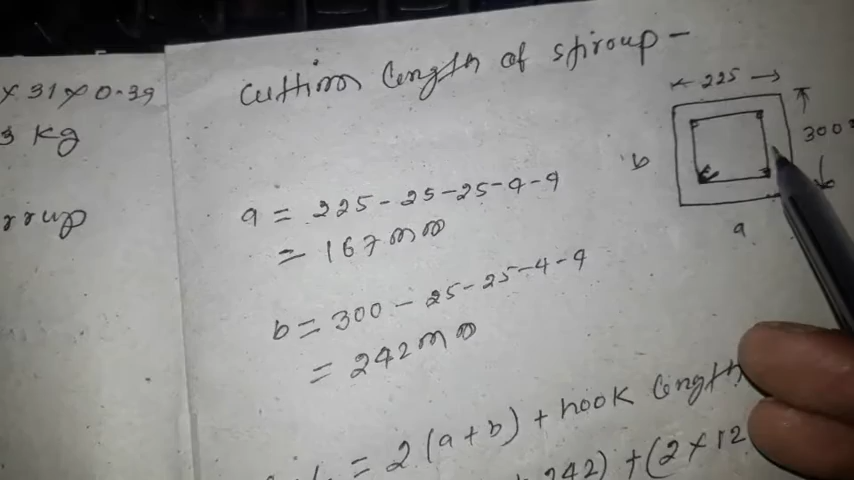 x 31 x 0.39
3 kg
rrup
Cutting length of stiroup -
225
300
b
a
a = 225 - 25 - 25 - 4 - 4
= 167 mm
b = 300 - 25 - 25 - 4 - 4
= 242 mm
= 2 (a + b) + hook length
242) + (2 x 12